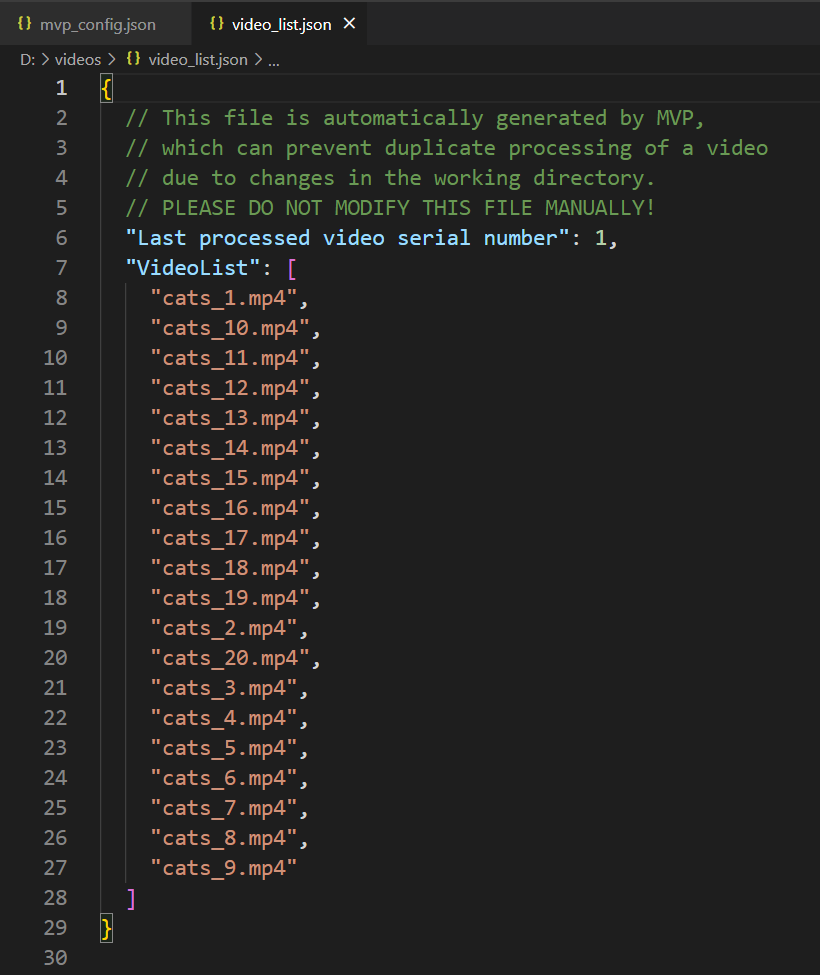 {} mvp_config.json
{} video_list.json ×
D: > videos > {} video_list.json > ...
1 {
2 // This file is automatically generated by MVP,
3 // which can prevent duplicate processing of a video
4 // due to changes in the working directory.
5 // PLEASE DO NOT MODIFY THIS FILE MANUALLY!
6 "Last processed video serial number": 1,
7 "VideoList": [
8 "cats_1.mp4",
9 "cats_10.mp4",
10 "cats_11.mp4",
11 "cats_12.mp4",
12 "cats_13.mp4",
13 "cats_14.mp4",
14 "cats_15.mp4",
15 "cats_16.mp4",
16 "cats_17.mp4",
17 "cats_18.mp4",
18 "cats_19.mp4",
19 "cats_2.mp4",
20 "cats_20.mp4",
21 "cats_3.mp4",
22 "cats_4.mp4",
23 "cats_5.mp4",
24 "cats_6.mp4",
25 "cats_7.mp4",
26 "cats_8.mp4",
27 "cats_9.mp4"
28 ]
29 }
30